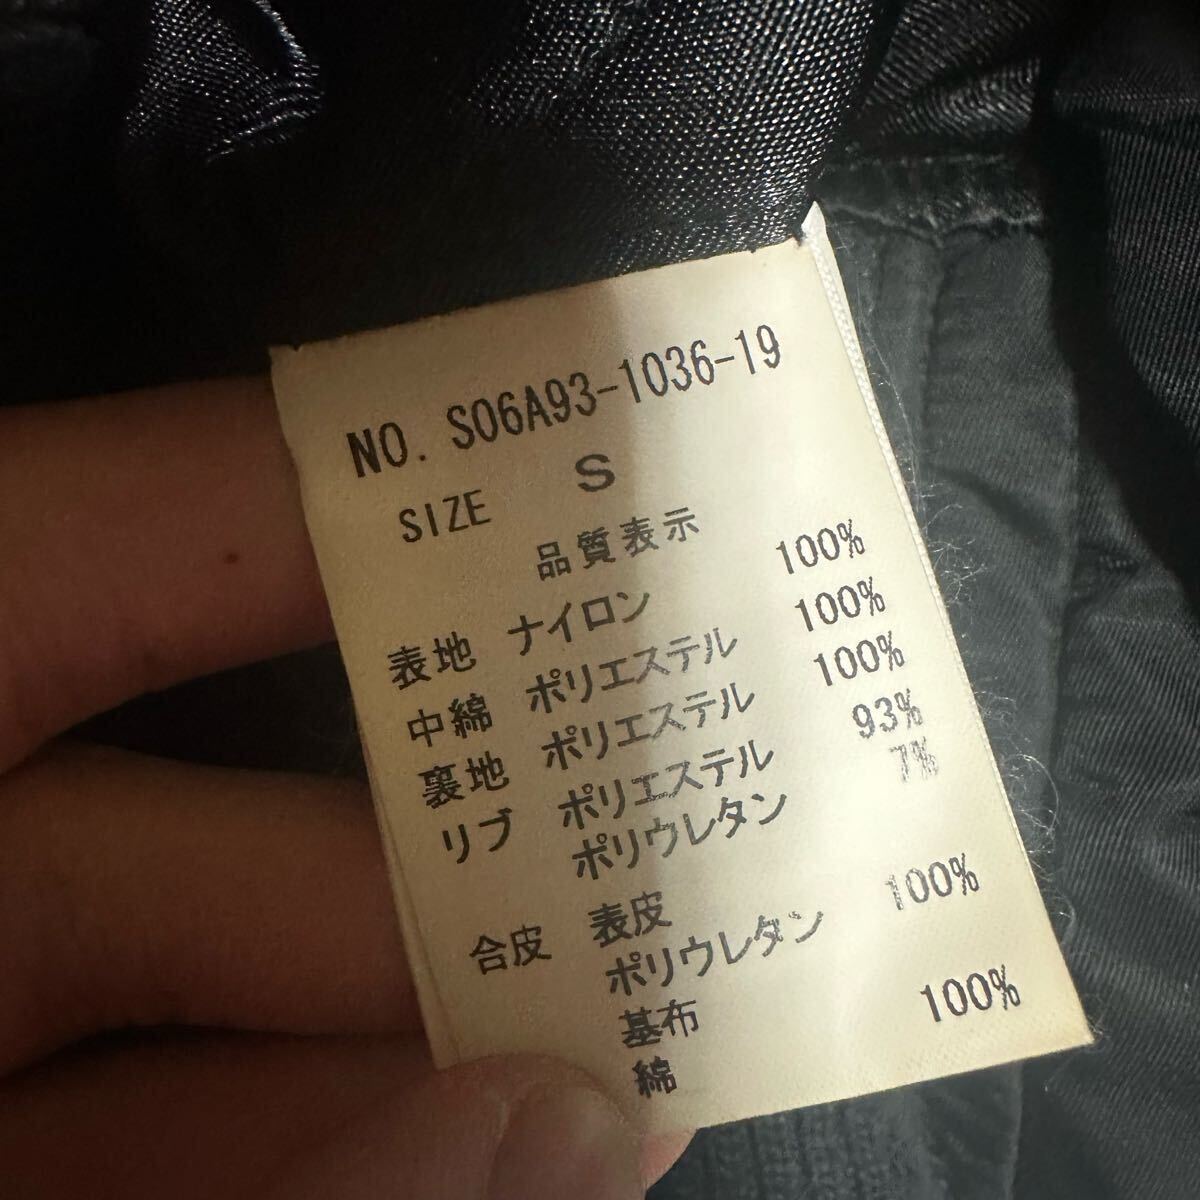 NO. S06A93-1036-19
SIZE S
品質表示
表地 ナイロン 100%
中綿 ポリエステル 100%
裏地 ポリエステル 100%
リブ ポリエステル 93%
ポリウレタン 7%
合皮 表皮
ポリウレタン 100%
基布
綿 100%